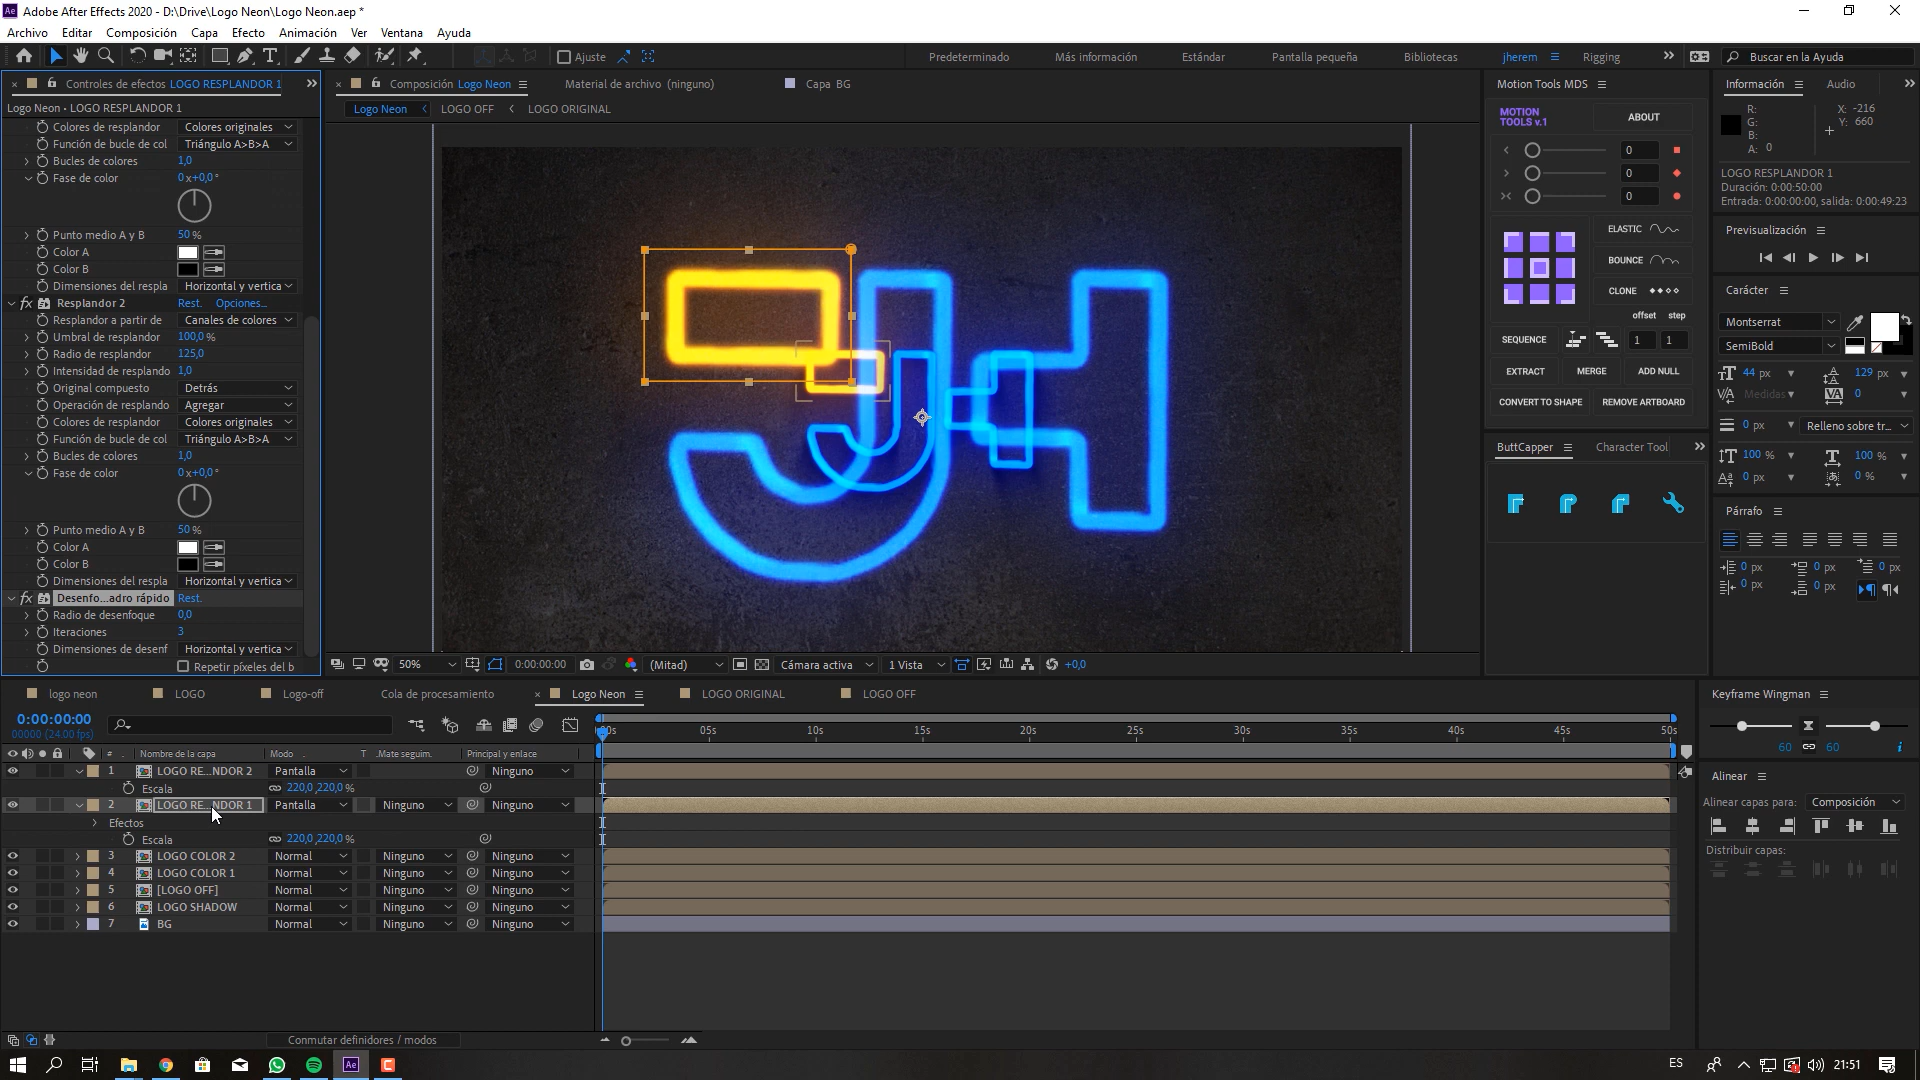 Adobe After Effects 2020 - D:\Drive\Logo Neon\Logo Neon.aep *
Archivo Editar Composición Capa Efecto Animación Ver Ventana Ayuda
Ajuste Predeterminado Más información Estándar Pantalla pequeña Bibliotecas jherem Rigging Buscar en la Ayuda
Controles de efectos LOGO RESPLANDOR 1
Logo Neon • LOGO RESPLANDOR 1
Colores de resplandor Colores originales
Función de bucle de col Triángulo A>B>A
Bucles de colores 1,0
Fase de color 0x+0,0°
Punto medio A y B 50 %
Color A
Color B
Dimensiones del respla Horizontal y vertica
fx Resplandor 2 Rest. Opciones...
Resplandor a partir de Canales de colores
Umbral de resplandor 100,0 %
Radio de resplandor 125,0
Intensidad de resplando 1,0
Original compuesto Detrás
Operación de resplando Agregar
Colores de resplandor Colores originales
Función de bucle de col Triángulo A>B>A
Bucles de colores 1,0
Fase de color 0x+0,0°
Punto medio A y B 50 %
Color A
Color B
Dimensiones del respla Horizontal y vertica
fx Desenfo...adro rápido Rest.
Radio de desenfoque 0,0
Iteraciones 3
Dimensiones de desenf Horizontal y vertica
Repetir píxeles del b
Composición Logo Neon Material de archivo (ninguno) Capa BG
Logo Neon LOGO OFF LOGO ORIGINAL
50% 0:00:00:00 (Mitad) Cámara activa 1 Vista +0,0
Motion Tools MDS
MOTION
TOOLS v.1
ABOUT
0
0
0
ELASTIC
BOUNCE
CLONE
offset step
SEQUENCE 1 1
EXTRACT MERGE ADD NULL
CONVERT TO SHAPE REMOVE ARTBOARD
ButtCapper Character Tool
Información Audio
R: X: -216
G: Y: 660
B:
A: 0
LOGO RESPLANDOR 1
Duración: 0:00:50:00
Entrada: 0:00:00:00, salida: 0:00:49:23
Previsualización
Carácter
Montserrat
SemiBold
44 px 129 px
Medidas 0
0 px Relleno sobre tr...
100 % 100 %
0 px 0 %
Párrafo
0 px 0 px 0 px
0 px 0 px
logo neon LOGO Logo-off Cola de procesamiento Logo Neon LOGO ORIGINAL LOGO OFF
0:00:00:00
00000 (24.00 fps)
05s 10s 15s 20s 25s 30s 35s 40s 45s 50s
# Nombre de la capa Modo T .Mate seguim. Principal y enlace
1 LOGO RE...NDOR 2 Pantalla Ninguno
Escala 220,0,220,0 %
2 LOGO RE...NDOR 1 Pantalla Ninguno Ninguno
Efectos
Escala 220,0,220,0 %
3 LOGO COLOR 2 Normal Ninguno Ninguno
4 LOGO COLOR 1 Normal Ninguno Ninguno
5 [LOGO OFF] Normal Ninguno Ninguno
6 LOGO SHADOW Normal Ninguno Ninguno
7 BG Normal Ninguno Ninguno
Conmutar definidores / modos
Keyframe Wingman
60 60
Alinear
Alinear capas para: Composición
Distribuir capas:
Ae
ES 21:51